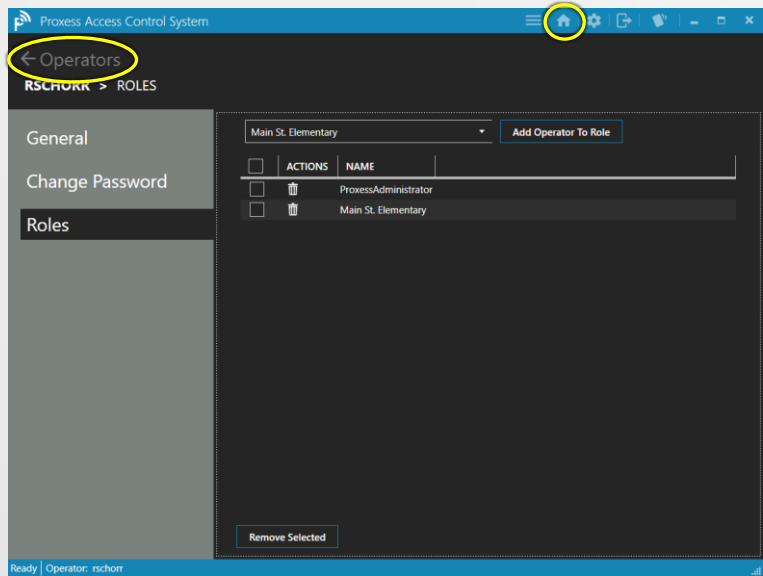 Proxess Access Control System
Operators
RSCHORR > ROLES
General
Change Password
Roles
Main St. Elementary
Add Operator To Role
ACTIONS NAME
ProxessAdministrator
Main St. Elementary
Remove Selected
Ready Operator: rschorr